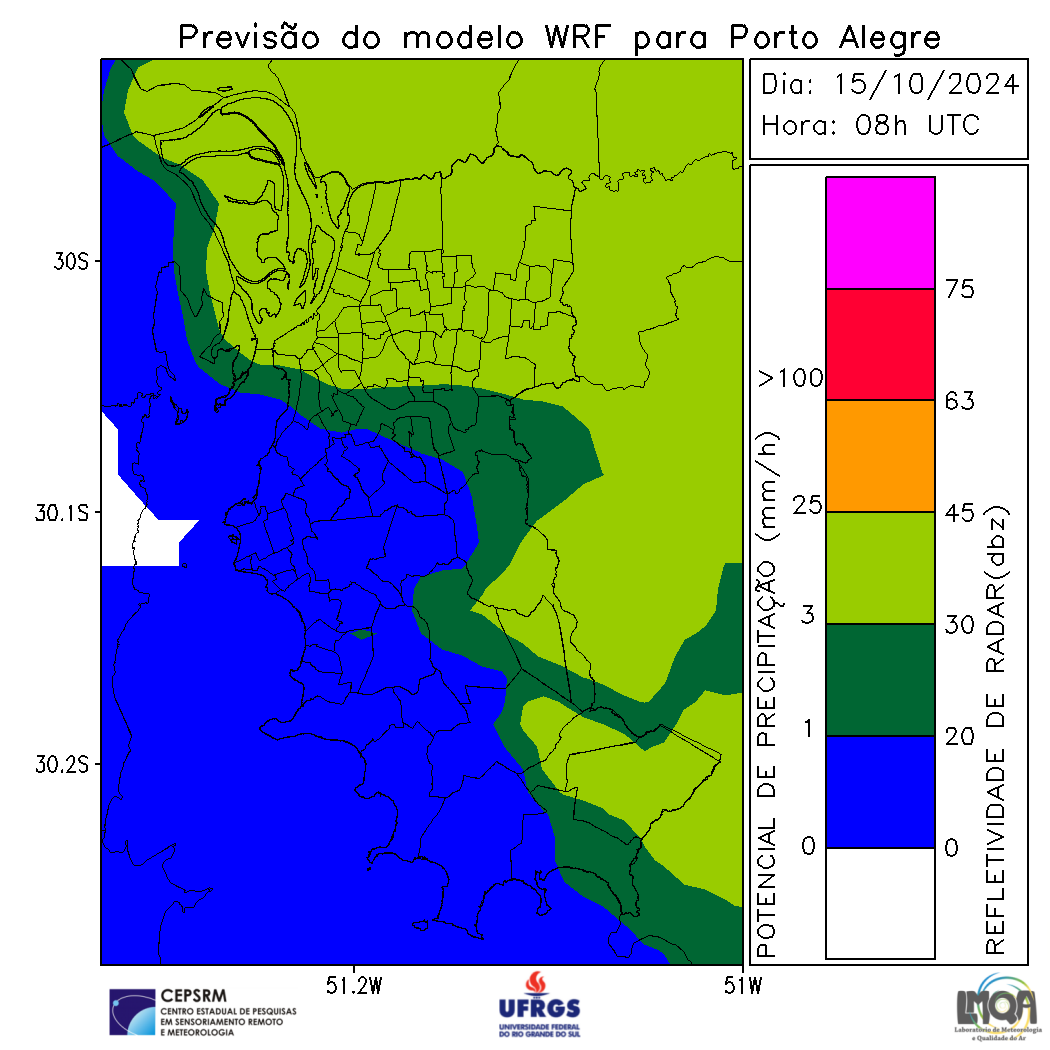 Previsão do modelo WRF para Porto Alegre
Dia: 15/10/2024
Hora: 08h UTC
30S
30.1S
30.2S
51.2W
51W
POTENCIAL DE PRECIPITAÇÃO (mm/h)
>100
25
3
1
0
75
63
45
30
20
0
REFLETIVIDADE DE RADAR(dbz)
CEPSRM
CENTRO ESTADUAL DE PESQUISAS
EM SENSORIAMENTO REMOTO
E METEOROLOGIA
UFRGS
UNIVERSIDADE FEDERAL
DO RIO GRANDE DO SUL
LMQA
Laboratório de Meteorologia
e Qualidade do Ar